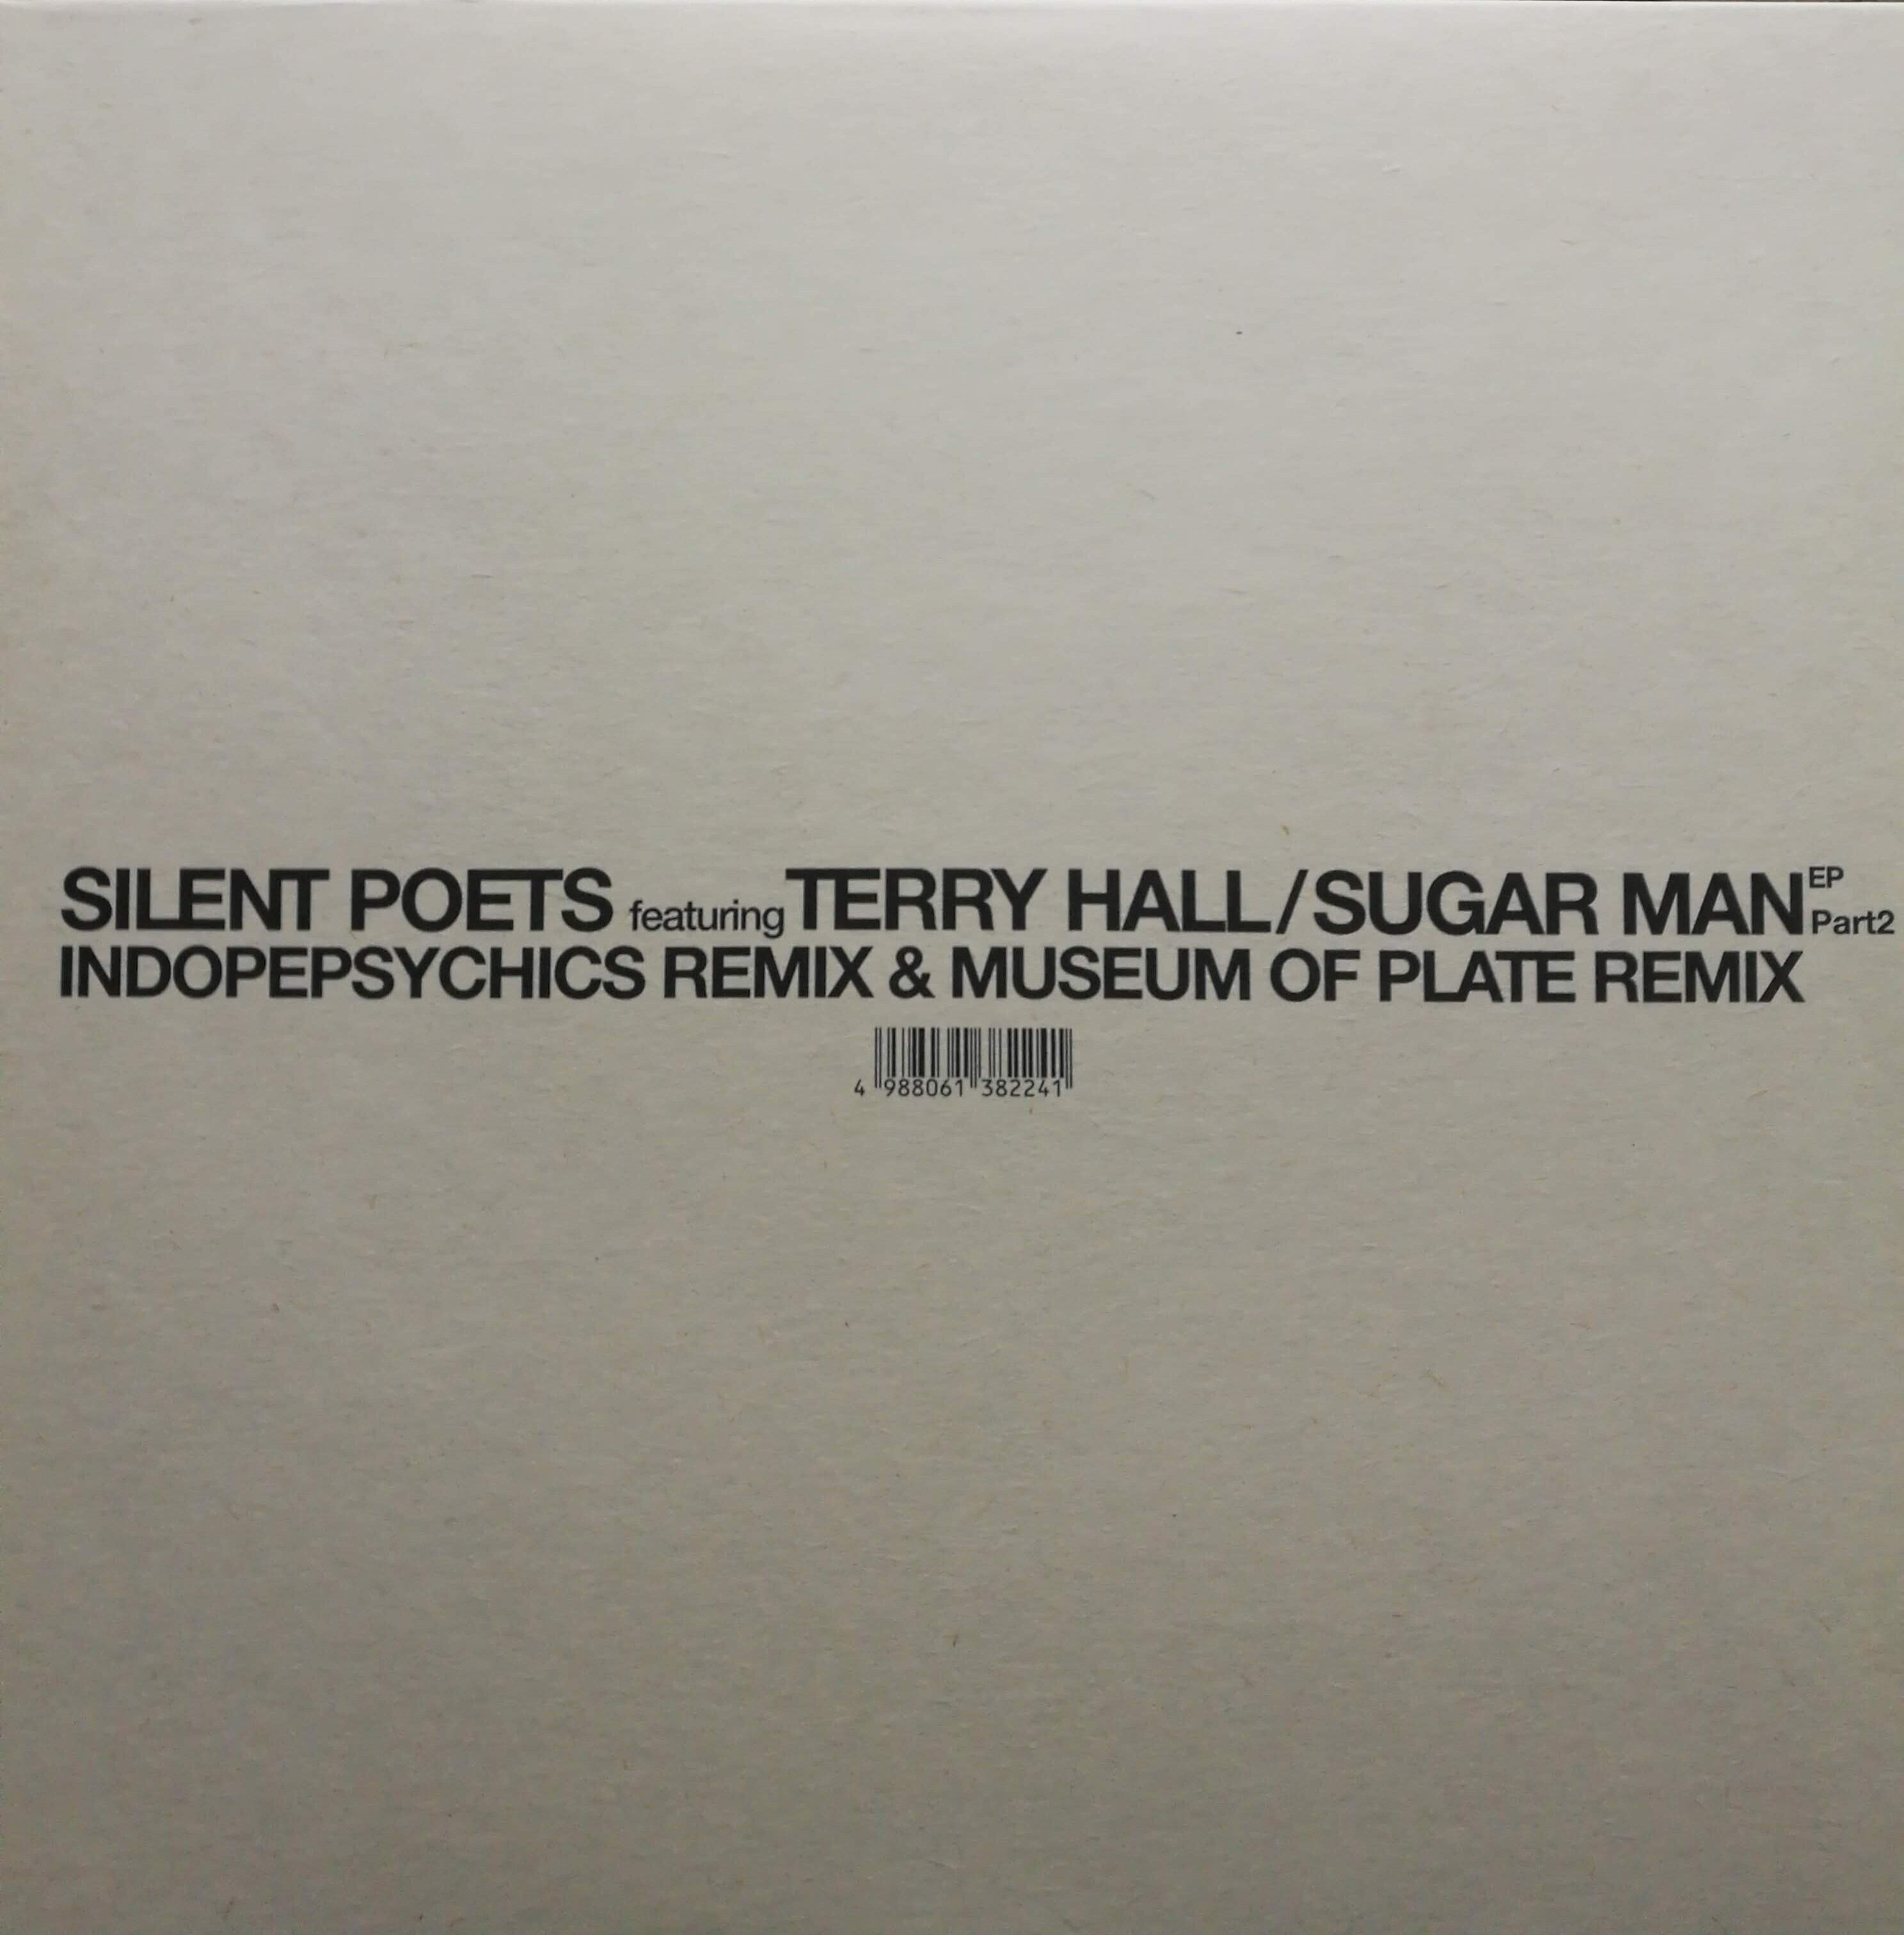 SILENT POETS featuring TERRY HALL/SUGAR MAN EP Part2
INDOPEPSYCHICS REMIX & MUSEUM OF PLATE REMIX
4 988061 382241